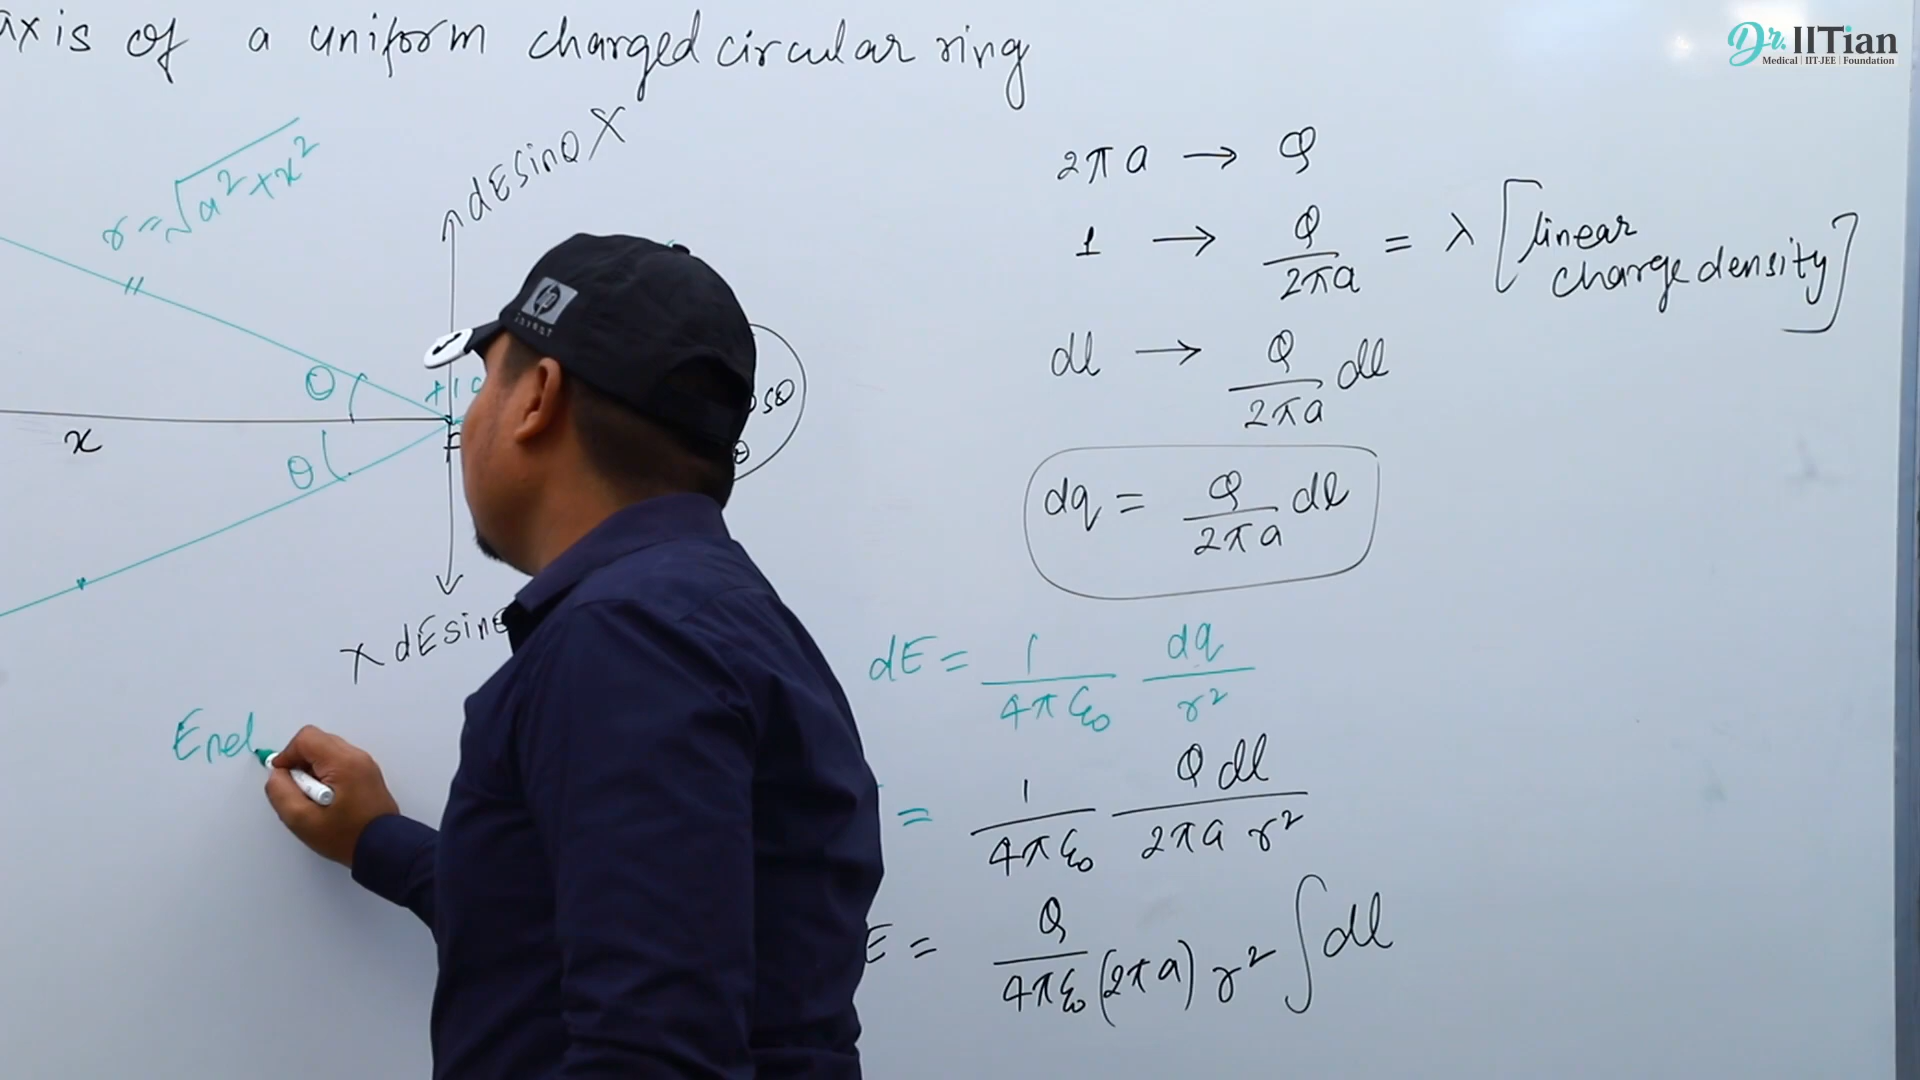 axis of a uniform charged circular ring
Dr. IITian
Medical | IIT-JEE | Foundation
r = √a² + x²
dE sinθ X
θ
x
θ
X dE sinθ
Enet
hp
invent
2πa → Q
1 → Q/2πa = λ [linear charge density]
dl → Q/2πa dl
dq = Q/2πa dl
dE = 1/4πε₀ dq/r²
= 1/4πε₀ Q dl/2πa r²
E = Q/4πε₀ (2πa) r² ∫ dl